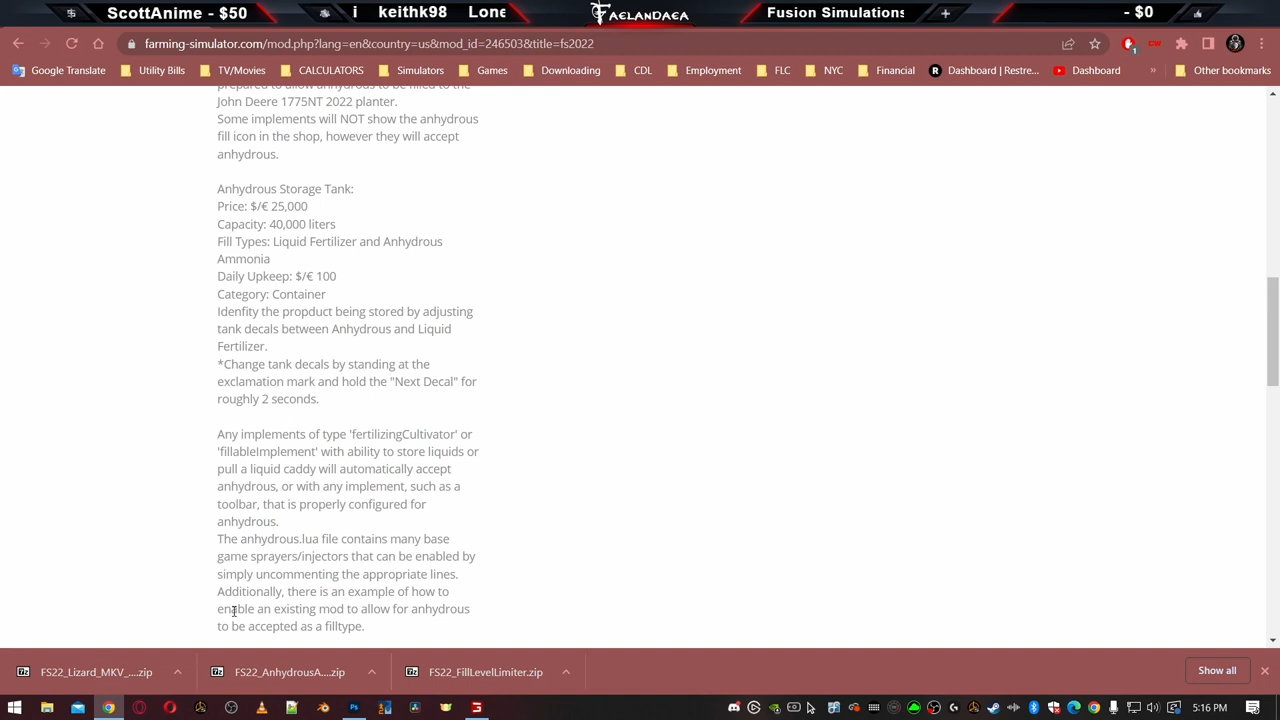 ScottAnime - $50
i keithk98 Lone
FAELANDAEA
Fusion Simulations
- $0
farming-simulator.com/mod.php?lang=en&country=us&mod_id=246503&title=fs2022
Google Translate Utility Bills TV/Movies CALCULATORS Simulators Games Downloading CDL Employment FLC NYC Financial Dashboard | Restre... Dashboard » Other bookmarks
prepared to allow anhydrous to be filled to the
John Deere 1775NT 2022 planter.
Some implements will NOT show the anhydrous
fill icon in the shop, however they will accept
anhydrous.
Anhydrous Storage Tank:
Price: $/€ 25,000
Capacity: 40,000 liters
Fill Types: Liquid Fertilizer and Anhydrous
Ammonia
Daily Upkeep: $/€ 100
Category: Container
Idenfity the propduct being stored by adjusting
tank decals between Anhydrous and Liquid
Fertilizer.
*Change tank decals by standing at the
exclamation mark and hold the "Next Decal" for
roughly 2 seconds.
Any implements of type 'fertilizingCultivator' or
'fillableImplement' with ability to store liquids or
pull a liquid caddy will automatically accept
anhydrous, or with any implement, such as a
toolbar, that is properly configured for
anhydrous.
The anhydrous.lua file contains many base
game sprayers/injectors that can be enabled by
simply uncommenting the appropriate lines.
Additionally, there is an example of how to
enable an existing mod to allow for anhydrous
to be accepted as a filltype.
FS22_Lizard_MKV_....zip FS22_AnhydrousA....zip FS22_FillLevelLimiter.zip Show all
5:16 PM